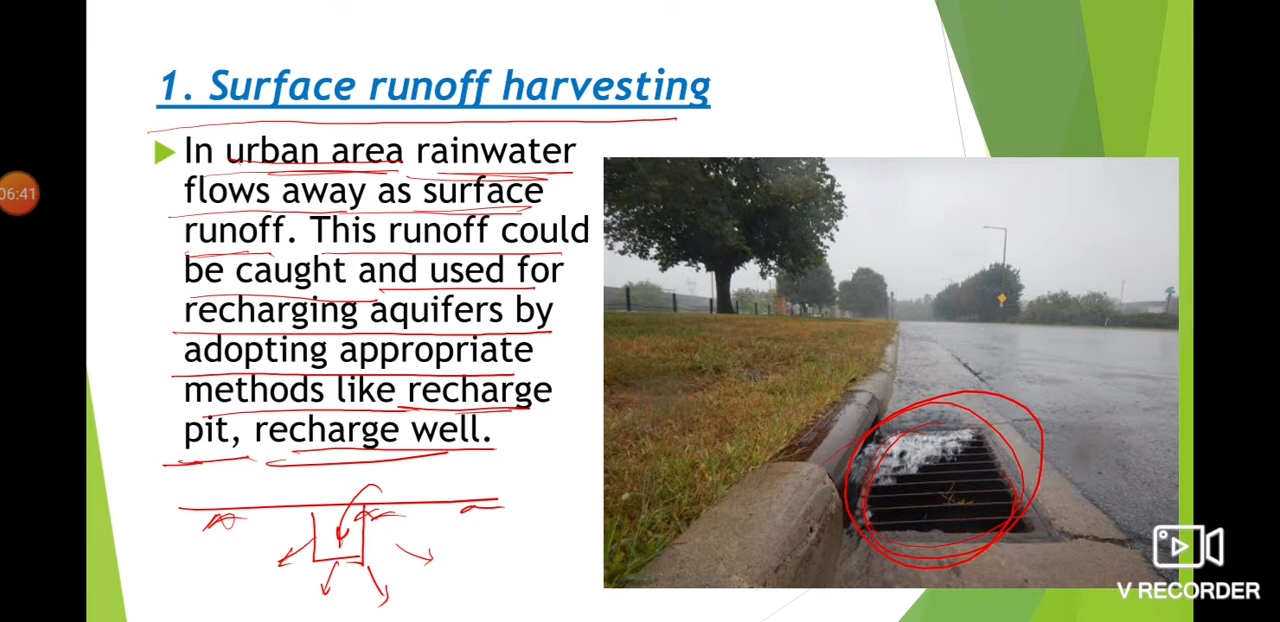 1. Surface runoff harvesting
In urban area rainwater
flows away as surface
runoff. This runoff could
be caught and used for
recharging aquifers by
adopting appropriate
methods like recharge
pit, recharge well.
06:41
V RECORDER